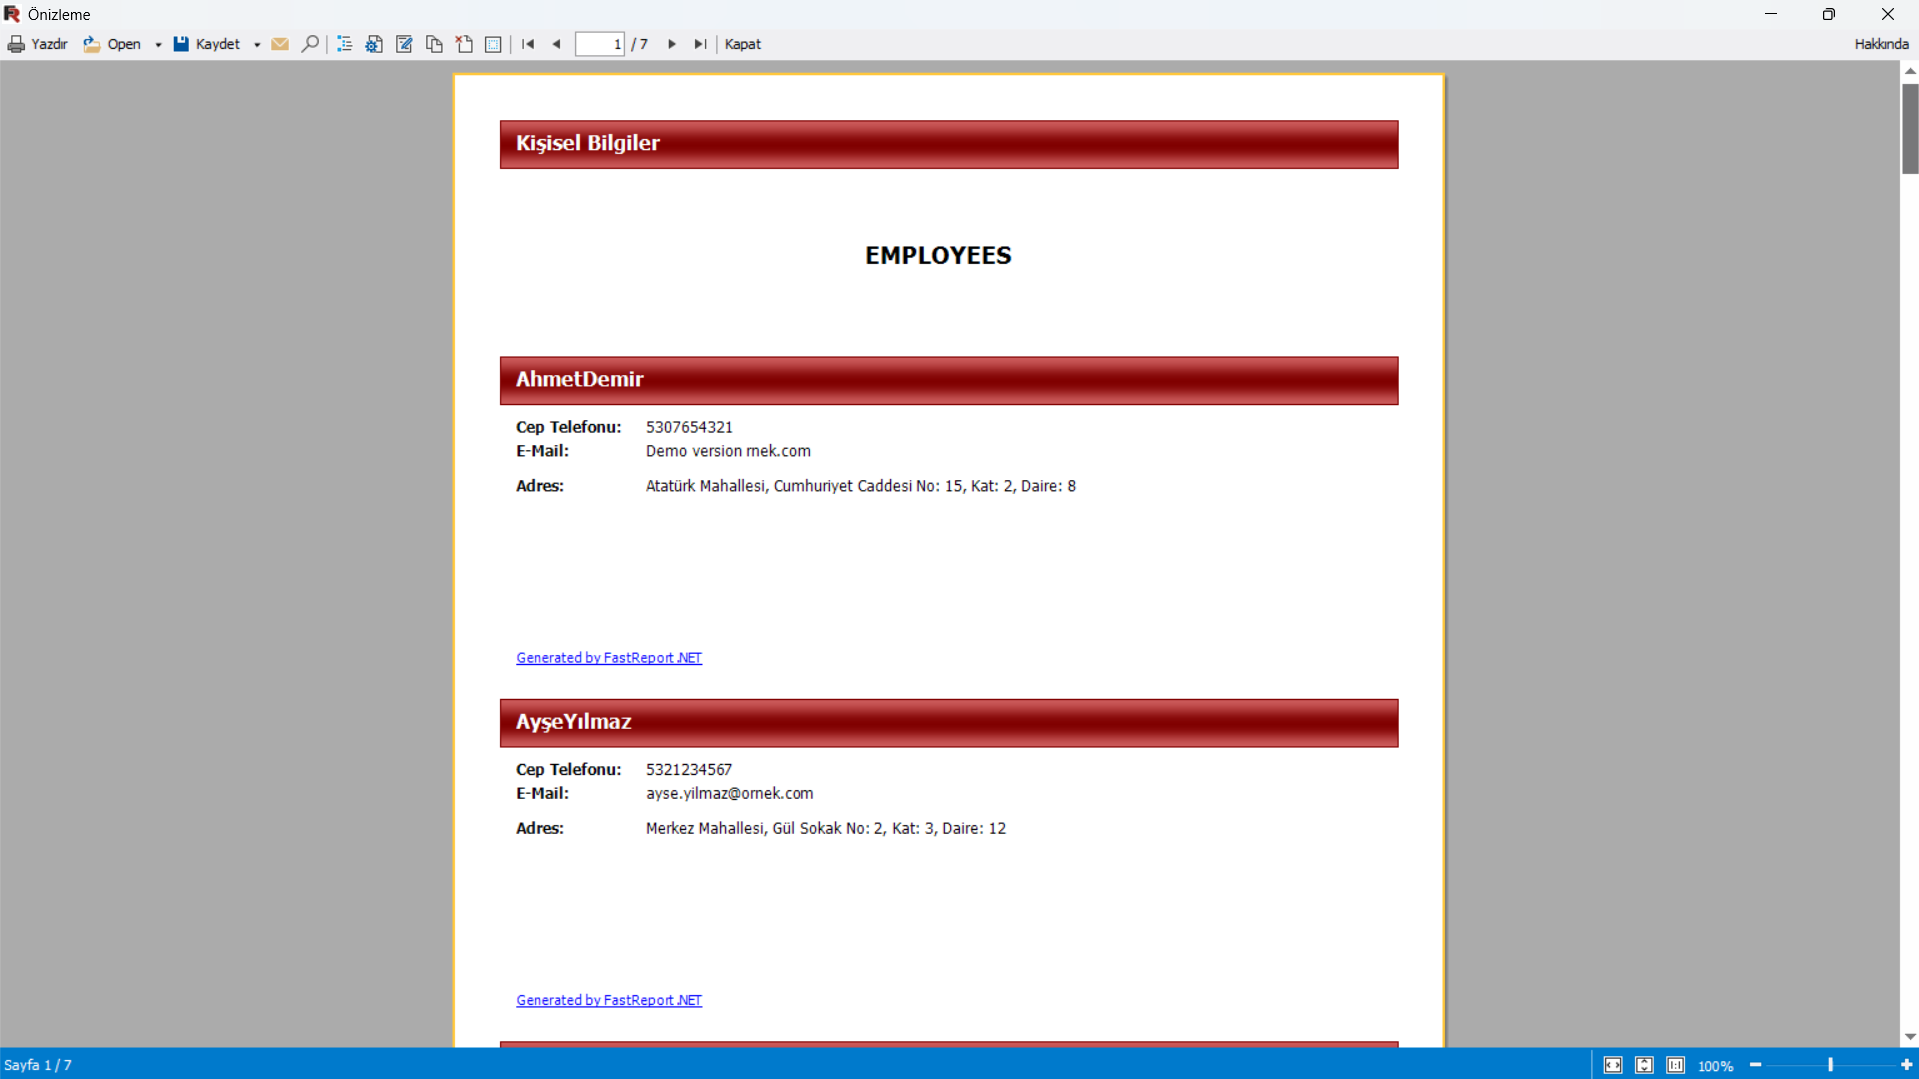 Önizleme
Yazdır Open Kaydet 1 / 7 Kapat Hakkında
Kişisel Bilgiler
EMPLOYEES
AhmetDemir
Cep Telefonu: 5307654321
E-Mail: Demo version rnek.com
Adres: Atatürk Mahallesi, Cumhuriyet Caddesi No: 15, Kat: 2, Daire: 8
Generated by FastReport .NET
AyşeYılmaz
Cep Telefonu: 5321234567
E-Mail: ayse.yilmaz@ornek.com
Adres: Merkez Mahallesi, Gül Sokak No: 2, Kat: 3, Daire: 12
Generated by FastReport .NET
Sayfa 1 / 7 1:1 100%